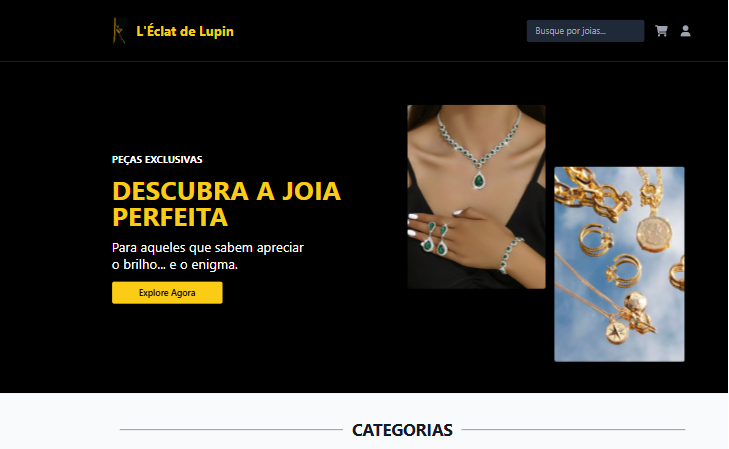 L'Éclat de Lupin
Busque por joias...
PEÇAS EXCLUSIVAS
DESCUBRA A JOIA
PERFEITA
Para aqueles que sabem apreciar
o brilho... e o enigma.
Explore Agora
CATEGORIAS